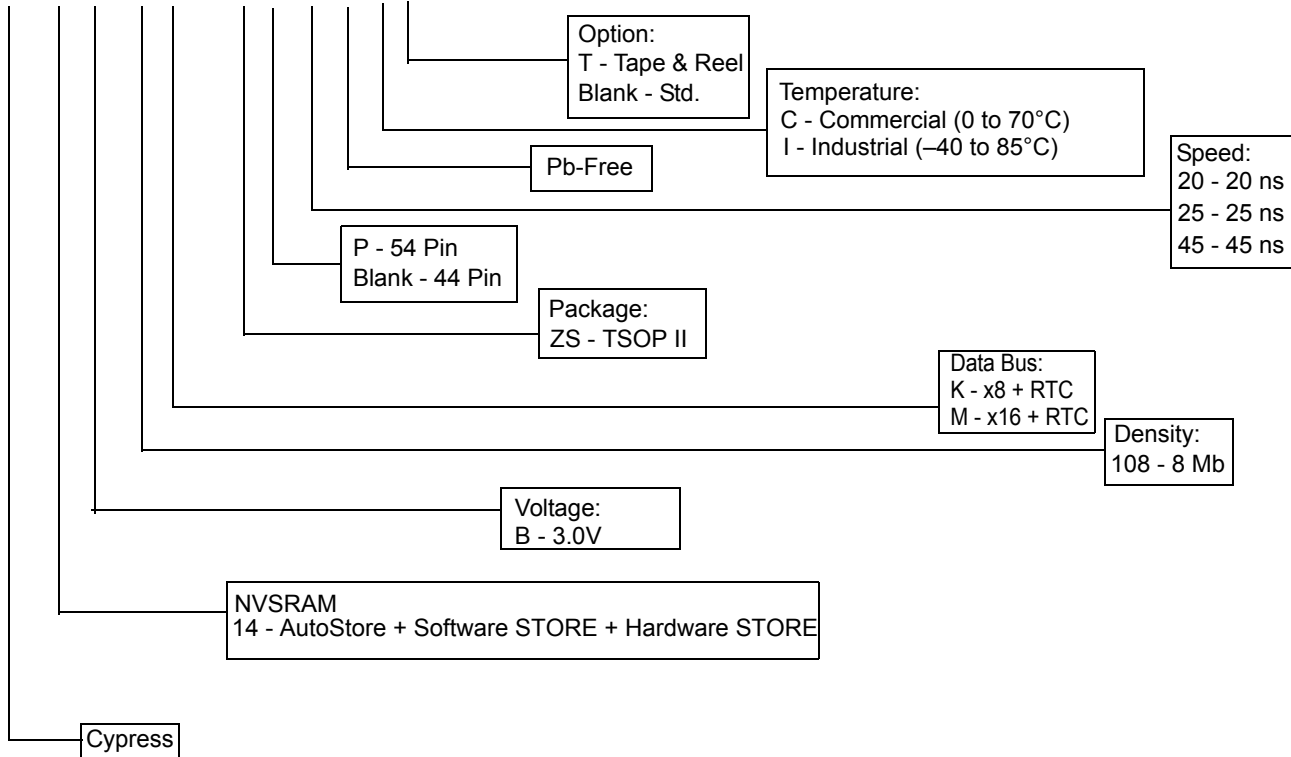 Option:
T - Tape & Reel
Blank - Std.
Temperature:
C - Commercial (0 to 70°C)
I - Industrial (–40 to 85°C)
Speed:
20 - 20 ns
25 - 25 ns
45 - 45 ns
Pb-Free
P - 54 Pin
Blank - 44 Pin
Package:
ZS - TSOP II
Data Bus:
K - x8 + RTC
M - x16 + RTC
Density:
108 - 8 Mb
Voltage:
B - 3.0V
NVSRAM
14 - AutoStore + Software STORE + Hardware STORE
Cypress